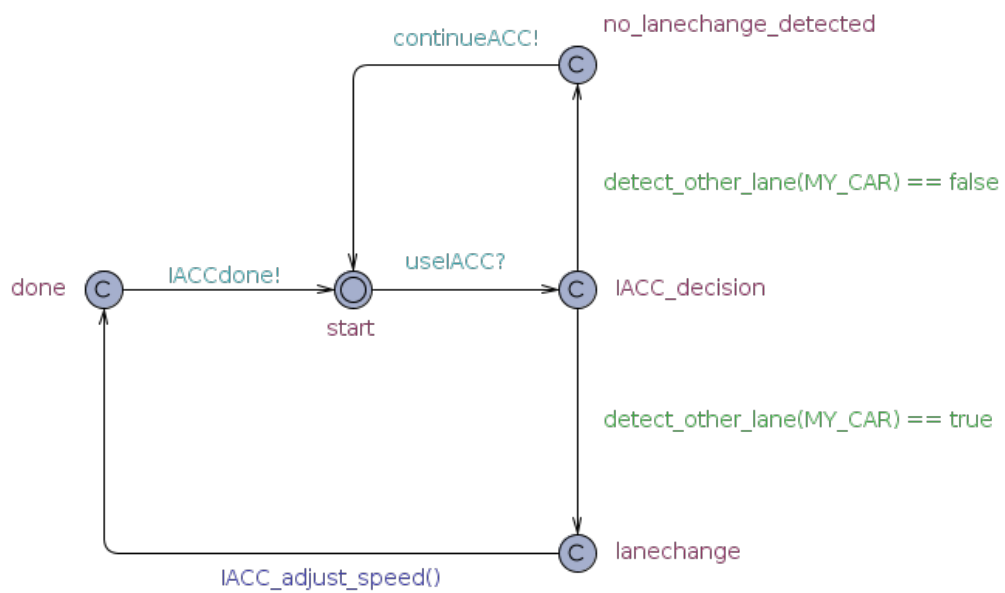 no_lanechange_detected
continueACC!
C
detect_other_lane(MY_CAR) == false
useIACC?
IACCdone!
done
C
C
IACC_decision
start
detect_other_lane(MY_CAR) == true
C
lanechange
IACC_adjust_speed()